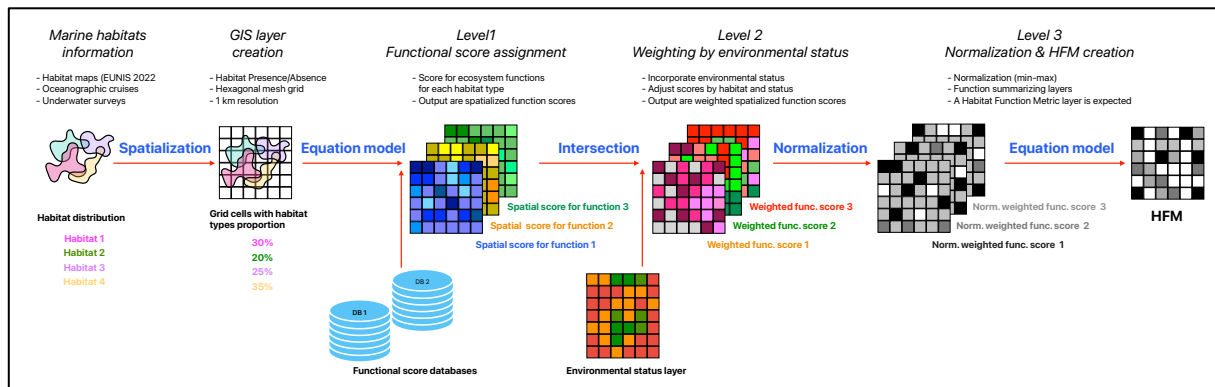 Marine habitats
information
- Habitat maps (EUNIS 2022
- Oceanographic cruises
- Underwater surveys
GIS layer
creation
- Habitat Presence/Absence
- Hexagonal mesh grid
- 1 km resolution
Level1
Functional score assignment
- Score for ecosystem functions
for each habitat type
- Output are spatialized function scores
Level 2
Weighting by environmental status
- Incorporate environmental status
- Adjust scores by habitat and status
- Output are weighted spatialized function scores
Level 3
Normalization & HFM creation
- Normalization (min-max)
- Function summarizing layers
- A Habitat Function Metric layer is expected
Spatialization
Equation model
Intersection
Normalization
Equation model
Habitat distribution
Habitat 1
Habitat 2
Habitat 3
Habitat 4
Grid cells with habitat
types proportion
30%
20%
25%
35%
Spatial score for function 3
Spatial score for function 2
Spatial score for function 1
Weighted func. score 3
Weighted func. score 2
Weighted func. score 1
Norm. weighted func. score 3
Norm. weighted func. score 2
Norm. weighted func. score 1
HFM
DB 1
DB 2
Functional score databases
Environmental status layer